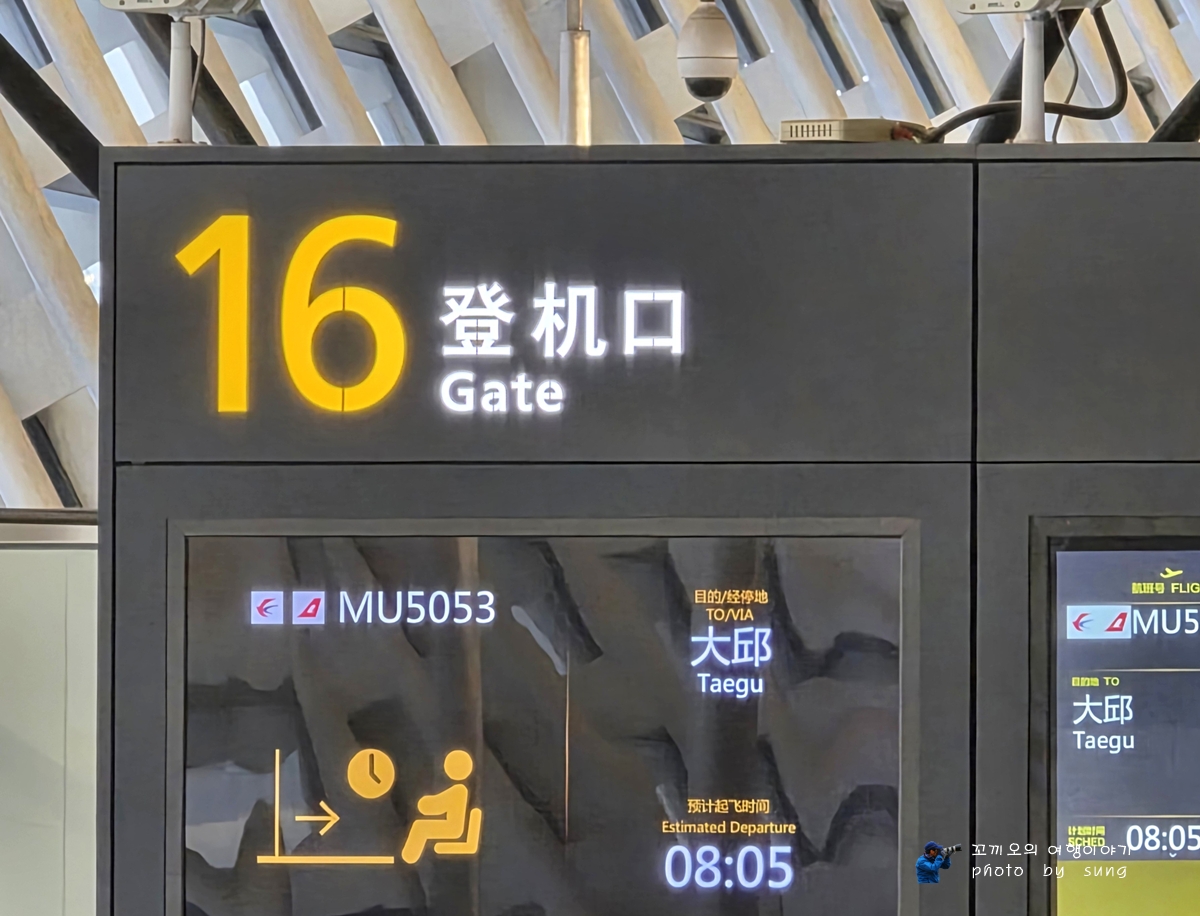 16 登机口
Gate
MU5053
目的/经停地
TO/VIA
大邱
Taegu
预计起飞时间
Estimated Departure
08:05
航班号 FLIG
MU5
目的地 TO
大邱
Taegu
计划时间
SCHED
08:05
꼬끼오의 여행이야기
photo by sung